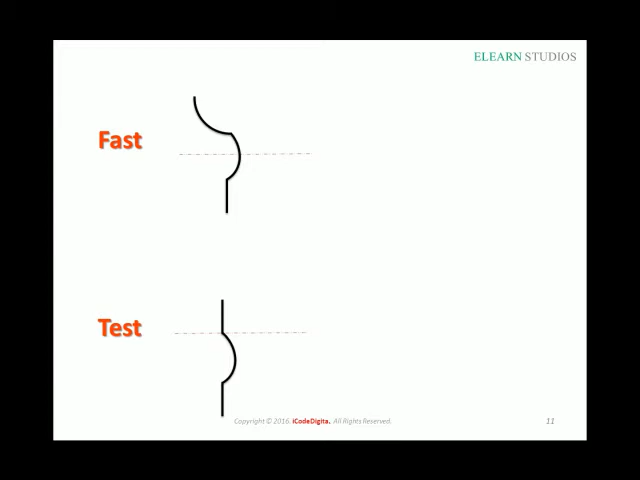 ELEARN STUDIOS
Fast
Test
Copyright © 2016. iCodeDigita. All Rights Reserved.
11